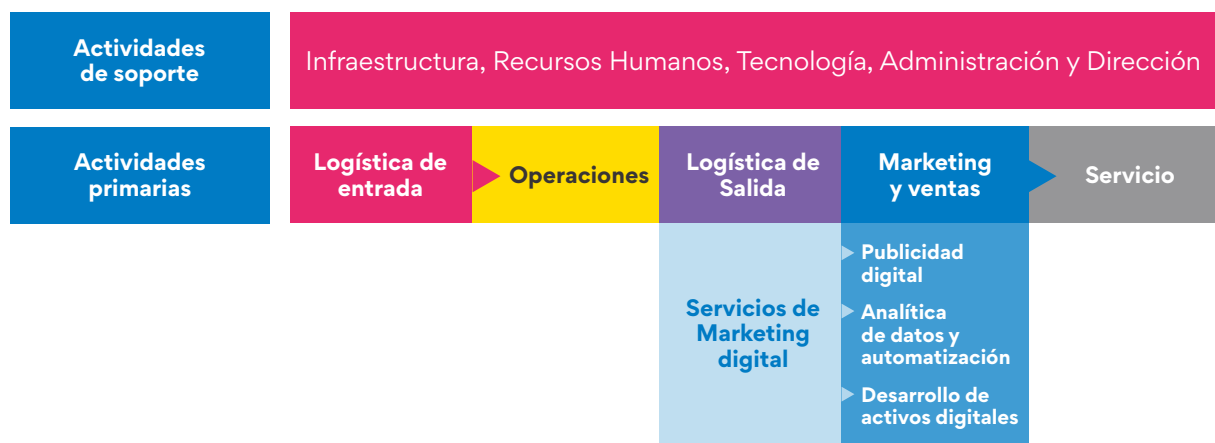 Actividades
de soporte
Infraestructura, Recursos Humanos, Tecnología, Administración y Dirección
Actividades
primarias
Logística de
entrada
Operaciones
Logística de
Salida
Marketing
y ventas
Servicio
Servicios de
Marketing
digital
Publicidad
digital
Analítica
de datos y
automatización
Desarrollo de
activos digitales